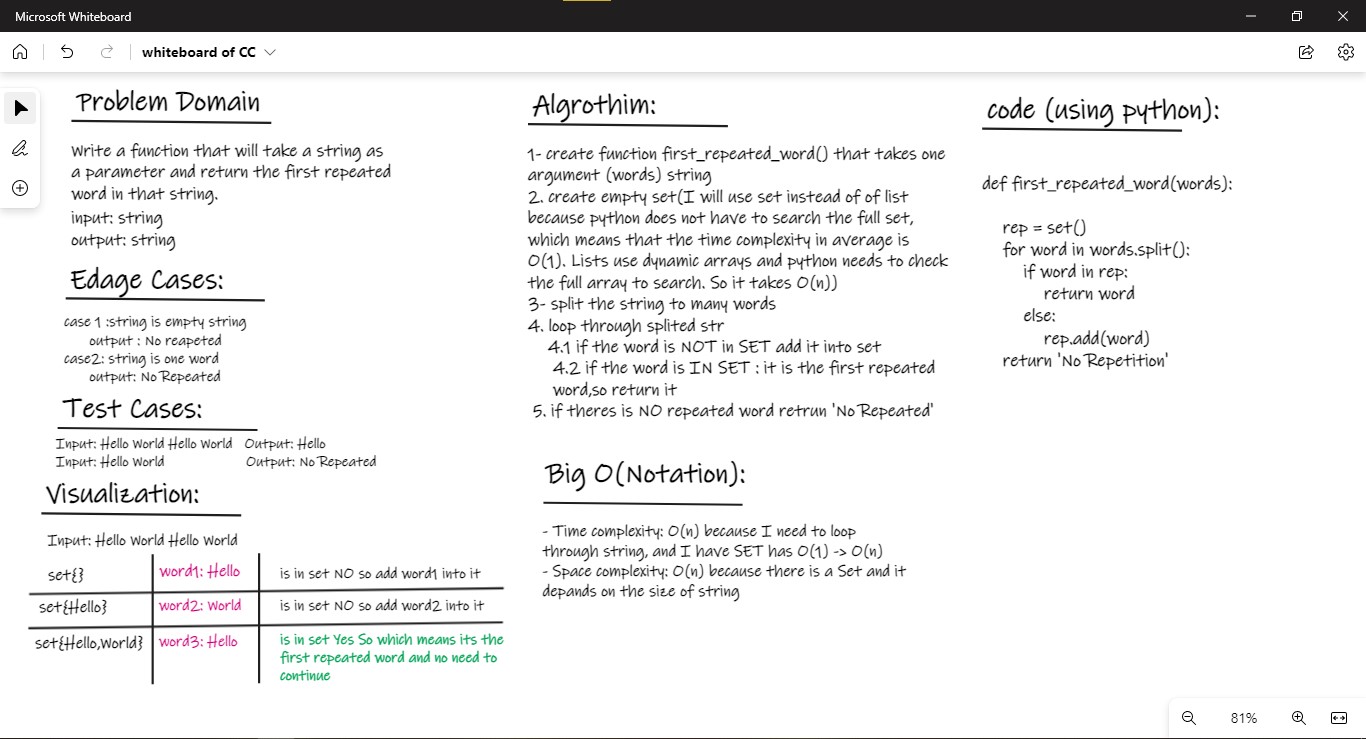 Microsoft Whiteboard
whiteboard of CC
Problem Domain
Write a function that will take a string as
a parameter and return the first repeated
word in that string.
input: string
output: string
Edage Cases:
case 1 :string is empty string
output : No reapeted
case2: string is one word
output: No Repeated
Test Cases:
Input: Hello World Hello World Output: Hello
Input: Hello World Output: No Repeated
Visualization:
Input: Hello World Hello World
set{} word1: Hello is in set NO so add word1 into it
set{Hello} word2: World is in set NO so add word2 into it
set{Hello,World} word3: Hello is in set Yes So which means its the
first repeated word and no need to
continue
Algrothim:
1- create function first_repeated_word() that takes one
argument (words) string
2. create empty set(I will use set instead of of list
because python does not have to search the full set,
which means that the time complexity in average is
O(1). Lists use dynamic arrays and python needs to check
the full array to search. So it takes O(n))
3- split the string to many words
4. loop through splited str
4.1 if the word is NOT in SET add it into set
4.2 if the word is IN SET : it is the first repeated
word,so return it
5. if theres is NO repeated word retrun 'No Repeated'
Big O(Notation):
- Time complexity: O(n) because I need to loop
through string, and I have SET has O(1) -> O(n)
- Space complexity: O(n) because there is a Set and it
depands on the size of string
code (using python):
def first_repeated_word(words):
rep = set()
for word in words.split():
if word in rep:
return word
else:
rep.add(word)
return 'No Repetition'
81%